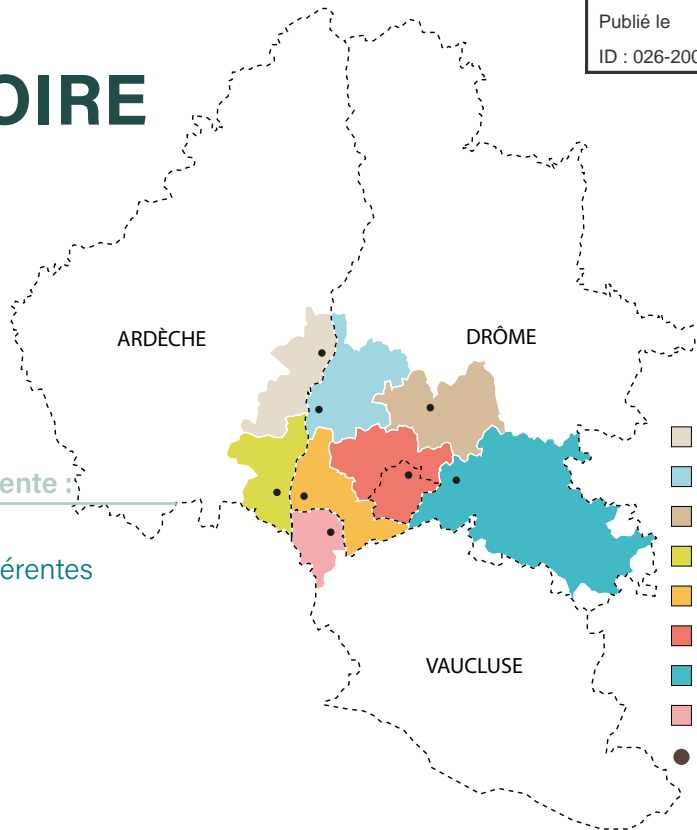 Publié le
ID : 026-200
OIRE
ARDÈCHE
DRÔME
ente :
érentes
VAUCLUSE